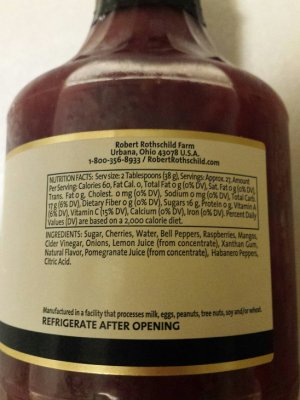 Robert Rothschild Farm
Urbana, Ohio 43078 U.S.A.
1-800-356-8933 / RobertRothschild.com
NUTRITION FACTS: Serv size: 2 Tablespoons (38 g), Servings: Approx. 27, Amount
Per Serving: Calories 60, Fat Cal. 0, Total Fat 0 g (0% DV), Sat. Fat 0 g (0% DV),
Trans. Fat 0 g, Cholest. 0 mg (0% DV), Sodium 0 mg (0% DV), Total Carb.
17 g (6% DV), Dietary Fiber 0 g (0% DV), Sugars 16 g, Protein 0 g, Vitamin A
(6% DV), Vitamin C (15% DV), Calcium (0% DV), Iron (0% DV). Percent Daily
Values (DV) are based on a 2,000 calorie diet.
INGREDIENTS: Sugar, Cherries, Water, Bell Peppers, Raspberries, Mangos,
Cider Vinegar, Onions, Lemon Juice (from concentrate), Xanthan Gum,
Natural Flavor, Pomegranate Juice (from concentrate), Habanero Peppers,
Citric Acid.
Manufactured in a facility that processes milk, eggs, peanuts, tree nuts, soy and/or wheat.
REFRIGERATE AFTER OPENING